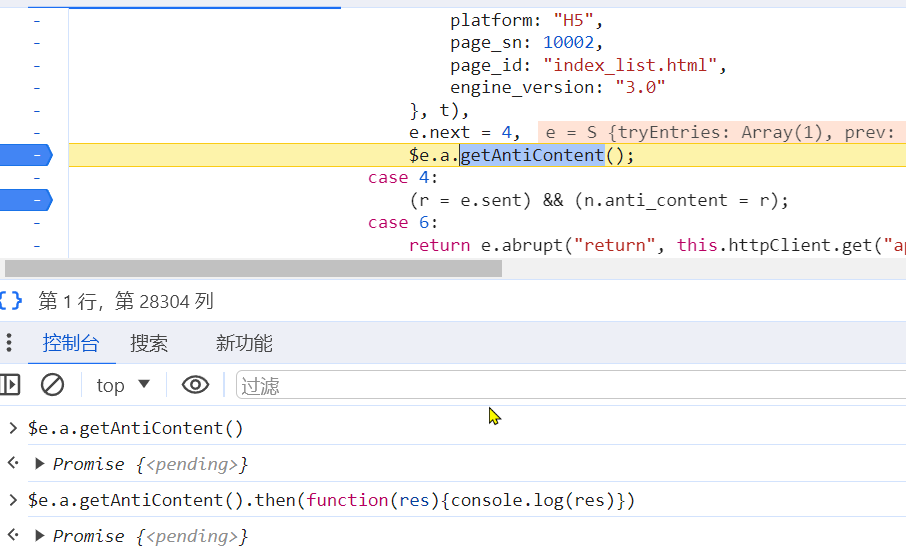 platform: "H5",
page_sn: 10002,
page_id: "index_list.html",
engine_version: "3.0"
}, t),
e.next = 4, e = S {tryEntries: Array(1), prev:
$e.a.getAntiContent();
case 4:
(r = e.sent) && (n.anti_content = r);
case 6:
return e.abrupt("return", this.httpClient.get("ap
{} 第 1 行，第 28304 列
控制台 搜索 新功能
top ▼ 过滤
> $e.a.getAntiContent()
<· ▶ Promise {<pending>}
> $e.a.getAntiContent().then(function(res){console.log(res)})
<· ▶ Promise {<pending>}